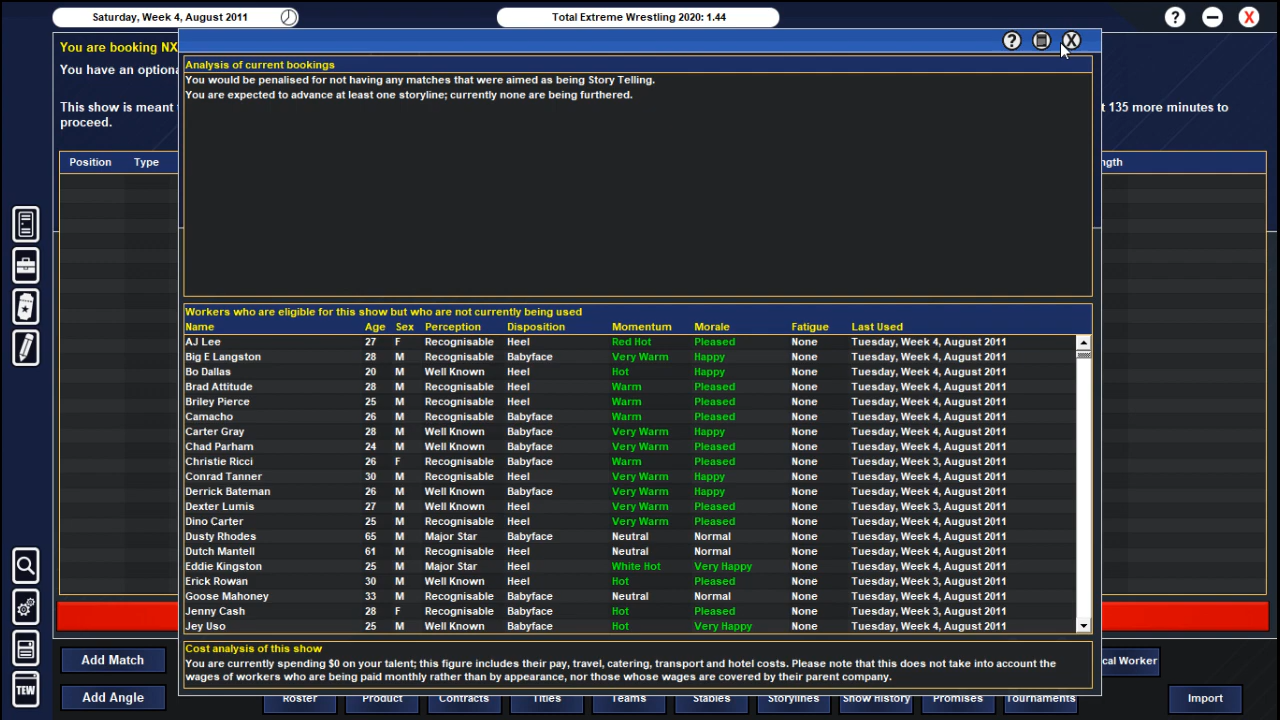 Saturday, Week 4, August 2011
Total Extreme Wrestling 2020: 1.44
? X
You are booking NX
You have an optiona
This show is meant t
t 135 more minutes to
proceed.
? X
Analysis of current bookings
You would be penalised for not having any matches that were aimed as being Story Telling.
You are expected to advance at least one storyline; currently none are being furthered.
Position Type
ngth
Workers who are eligible for this show but who are not currently being used
Name Age Sex Perception Disposition Momentum Morale Fatigue Last Used
AJ Lee 27 F Recognisable Heel Red Hot Pleased None Tuesday, Week 4, August 2011
Big E Langston 28 M Recognisable Babyface Very Warm Happy None Tuesday, Week 4, August 2011
Bo Dallas 20 M Well Known Heel Hot Happy None Tuesday, Week 4, August 2011
Brad Attitude 28 M Recognisable Heel Warm Pleased None Tuesday, Week 4, August 2011
Briley Pierce 25 M Recognisable Heel Warm Pleased None Tuesday, Week 4, August 2011
Camacho 26 M Recognisable Babyface Warm Pleased None Tuesday, Week 4, August 2011
Carter Gray 28 M Well Known Babyface Very Warm Happy None Tuesday, Week 4, August 2011
Chad Parham 24 M Well Known Babyface Very Warm Pleased None Tuesday, Week 4, August 2011
Christie Ricci 26 F Recognisable Babyface Warm Pleased None Tuesday, Week 3, August 2011
Conrad Tanner 30 M Recognisable Heel Very Warm Happy None Tuesday, Week 4, August 2011
Derrick Bateman 26 M Well Known Babyface Very Warm Happy None Tuesday, Week 4, August 2011
Dexter Lumis 27 M Well Known Heel Very Warm Pleased None Tuesday, Week 3, August 2011
Dino Carter 25 M Recognisable Heel Very Warm Pleased None Tuesday, Week 4, August 2011
Dusty Rhodes 65 M Major Star Babyface Neutral Normal None Tuesday, Week 4, August 2011
Dutch Mantell 61 M Recognisable Heel Neutral Normal None Tuesday, Week 4, August 2011
Eddie Kingston 25 M Major Star Heel White Hot Very Happy None Tuesday, Week 4, August 2011
Erick Rowan 30 M Well Known Heel Hot Pleased None Tuesday, Week 3, August 2011
Goose Mahoney 33 M Recognisable Babyface Neutral Normal None Tuesday, Week 4, August 2011
Jenny Cash 28 F Recognisable Babyface Hot Pleased None Tuesday, Week 3, August 2011
Jey Uso 25 M Well Known Babyface Hot Very Happy None Tuesday, Week 4, August 2011
Cost analysis of this show
You are currently spending $0 on your talent; this figure includes their pay, travel, catering, transport and hotel costs. Please note that this does not take into account the
wages of workers who are being paid monthly rather than by appearance, nor those whose wages are covered by their parent company.
Add Match
cal Worker
Add Angle Roster Product Contracts Titles Teams Stables Storylines Show History Promises Tournaments Import
TEW